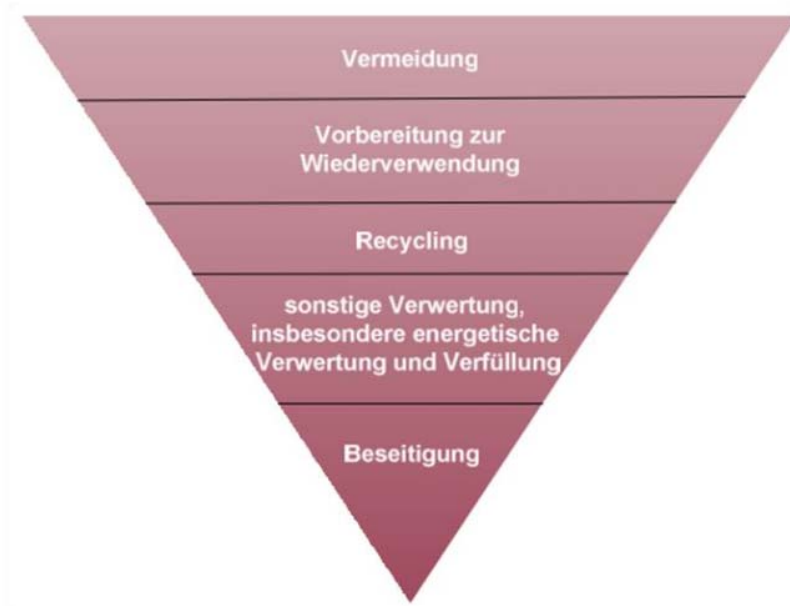 Vermeidung
Vorbereitung zur
Wiederverwendung
Recycling
sonstige Verwertung,
insbesondere energetische
Verwertung und Verfüllung
Beseitigung